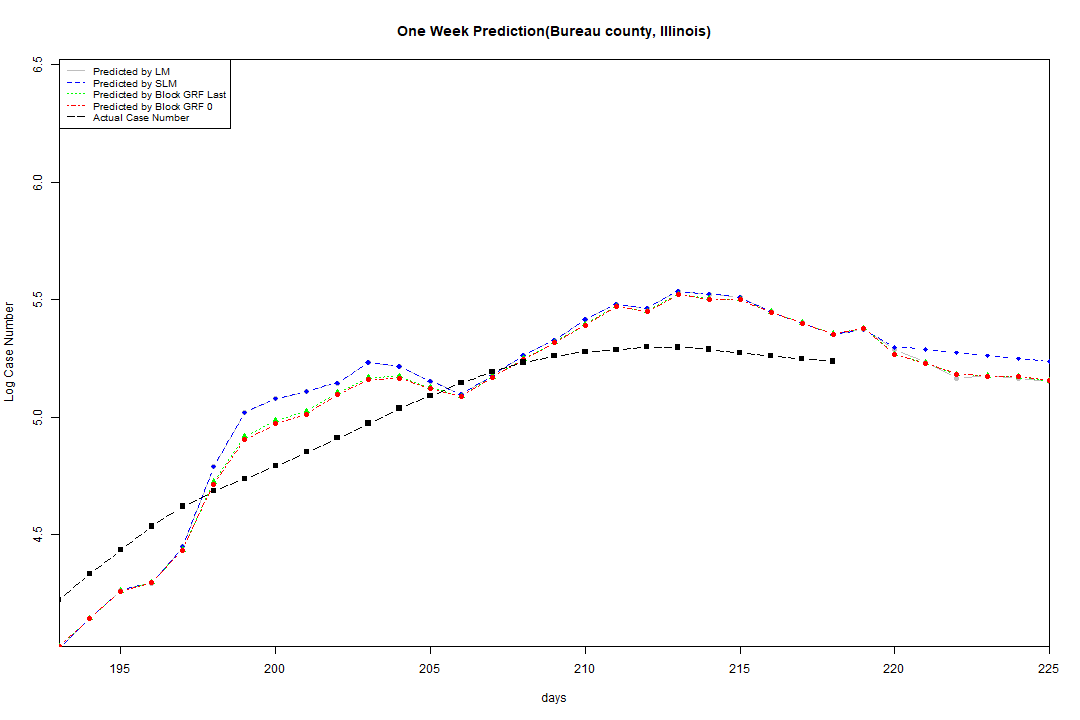 One Week Prediction(Bureau county, Illinois)
Predicted by LM
Predicted by SLM
Predicted by Block GRF Last
Predicted by Block GRF 0
Actual Case Number
6.5
6.0
5.5
5.0
4.5
Log Case Number
195 200 205 210 215 220 225
days